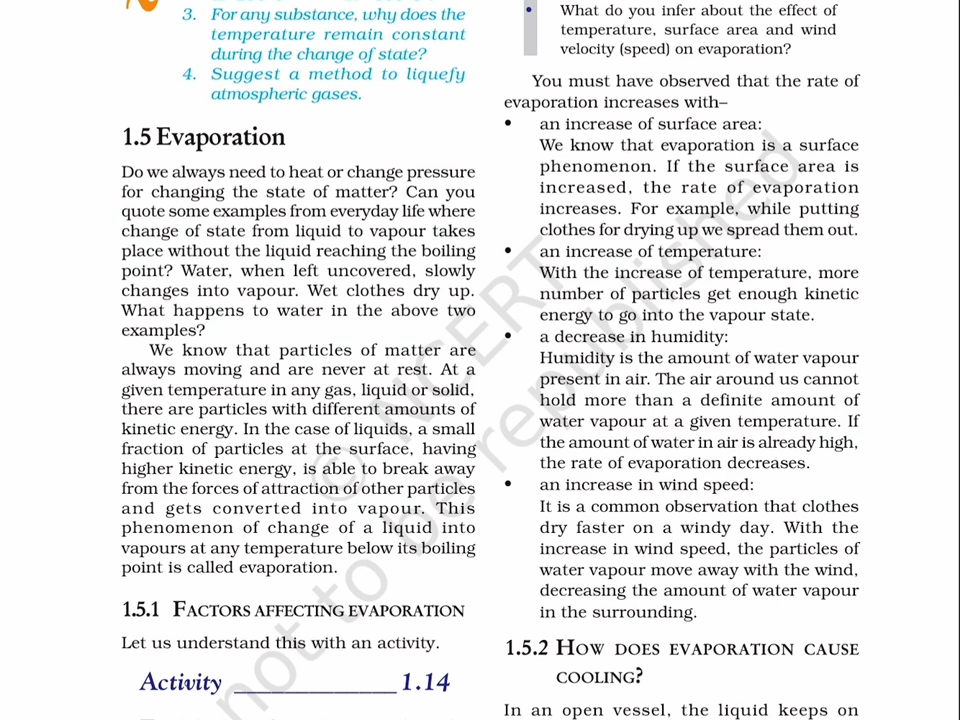 3. For any substance, why does the
temperature remain constant
during the change of state?
4. Suggest a method to liquefy
atmospheric gases.
1.5 Evaporation
Do we always need to heat or change pressure
for changing the state of matter? Can you
quote some examples from everyday life where
change of state from liquid to vapour takes
place without the liquid reaching the boiling
point? Water, when left uncovered, slowly
changes into vapour. Wet clothes dry up.
What happens to water in the above two
examples?
We know that particles of matter are
always moving and are never at rest. At a
given temperature in any gas, liquid or solid,
there are particles with different amounts of
kinetic energy. In the case of liquids, a small
fraction of particles at the surface, having
higher kinetic energy, is able to break away
from the forces of attraction of other particles
and gets converted into vapour. This
phenomenon of change of a liquid into
vapours at any temperature below its boiling
point is called evaporation.
1.5.1 FACTORS AFFECTING EVAPORATION
Let us understand this with an activity.
Activity ______________ 1.14
• What do you infer about the effect of
temperature, surface area and wind
velocity (speed) on evaporation?
You must have observed that the rate of
evaporation increases with–
• an increase of surface area:
We know that evaporation is a surface
phenomenon. If the surface area is
increased, the rate of evaporation
increases. For example, while putting
clothes for drying up we spread them out.
• an increase of temperature:
With the increase of temperature, more
number of particles get enough kinetic
energy to go into the vapour state.
• a decrease in humidity:
Humidity is the amount of water vapour
present in air. The air around us cannot
hold more than a definite amount of
water vapour at a given temperature. If
the amount of water in air is already high,
the rate of evaporation decreases.
• an increase in wind speed:
It is a common observation that clothes
dry faster on a windy day. With the
increase in wind speed, the particles of
water vapour move away with the wind,
decreasing the amount of water vapour
in the surrounding.
1.5.2 HOW DOES EVAPORATION CAUSE
COOLING?
In an open vessel, the liquid keeps on
© NCERT
not to be republished